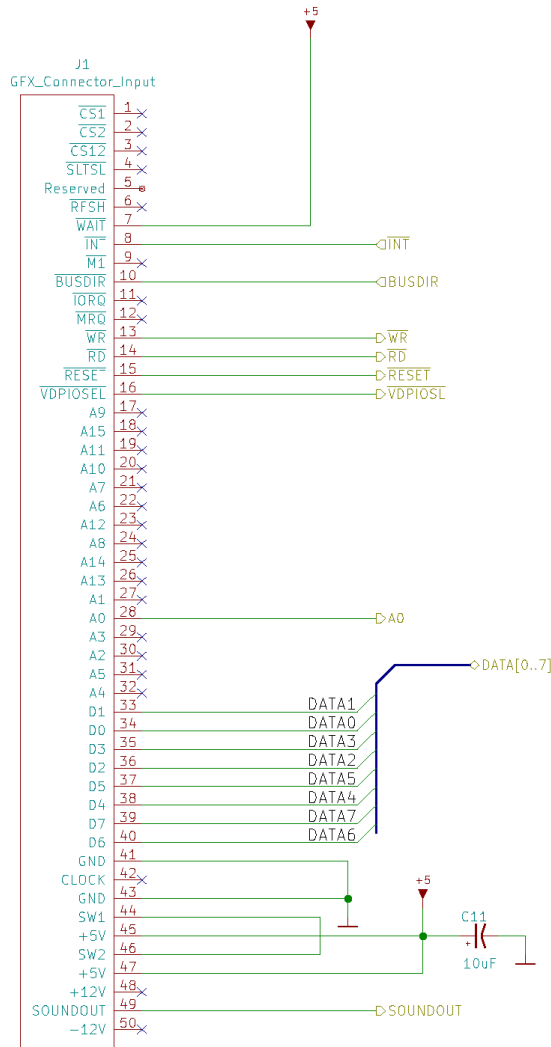 +5
J1
GFX_Connector_Input
CS1 1
CS2 2
CS12 3
SLTSL 4
Reserved 5
RFSH 6
WAIT 7
IN 8 INT
M1 9
BUSDIR 10 BUSDIR
IORQ 11
MRQ 12
WR 13 WR
RD 14 RD
RESE 15 RESET
VDPIOSEL 16 VDPIOSL
A9 17
A15 18
A11 19
A10 20
A7 21
A6 22
A12 23
A8 24
A14 25
A13 26
A1 27
A0 28 A0
A3 29
A2 30
A5 31
A4 32
DATA[0..7]
D1 33 DATA1
D0 34 DATA0
D3 35 DATA3
D2 36 DATA2
D5 37 DATA5
D4 38 DATA4
D7 39 DATA7
D6 40 DATA6
GND 41
CLOCK 42
+5
GND 43
SW1 44 C11
+5V 45 +
SW2 46 10uF
+5V 47
+12V 48
SOUNDOUT 49 SOUNDOUT
-12V 50